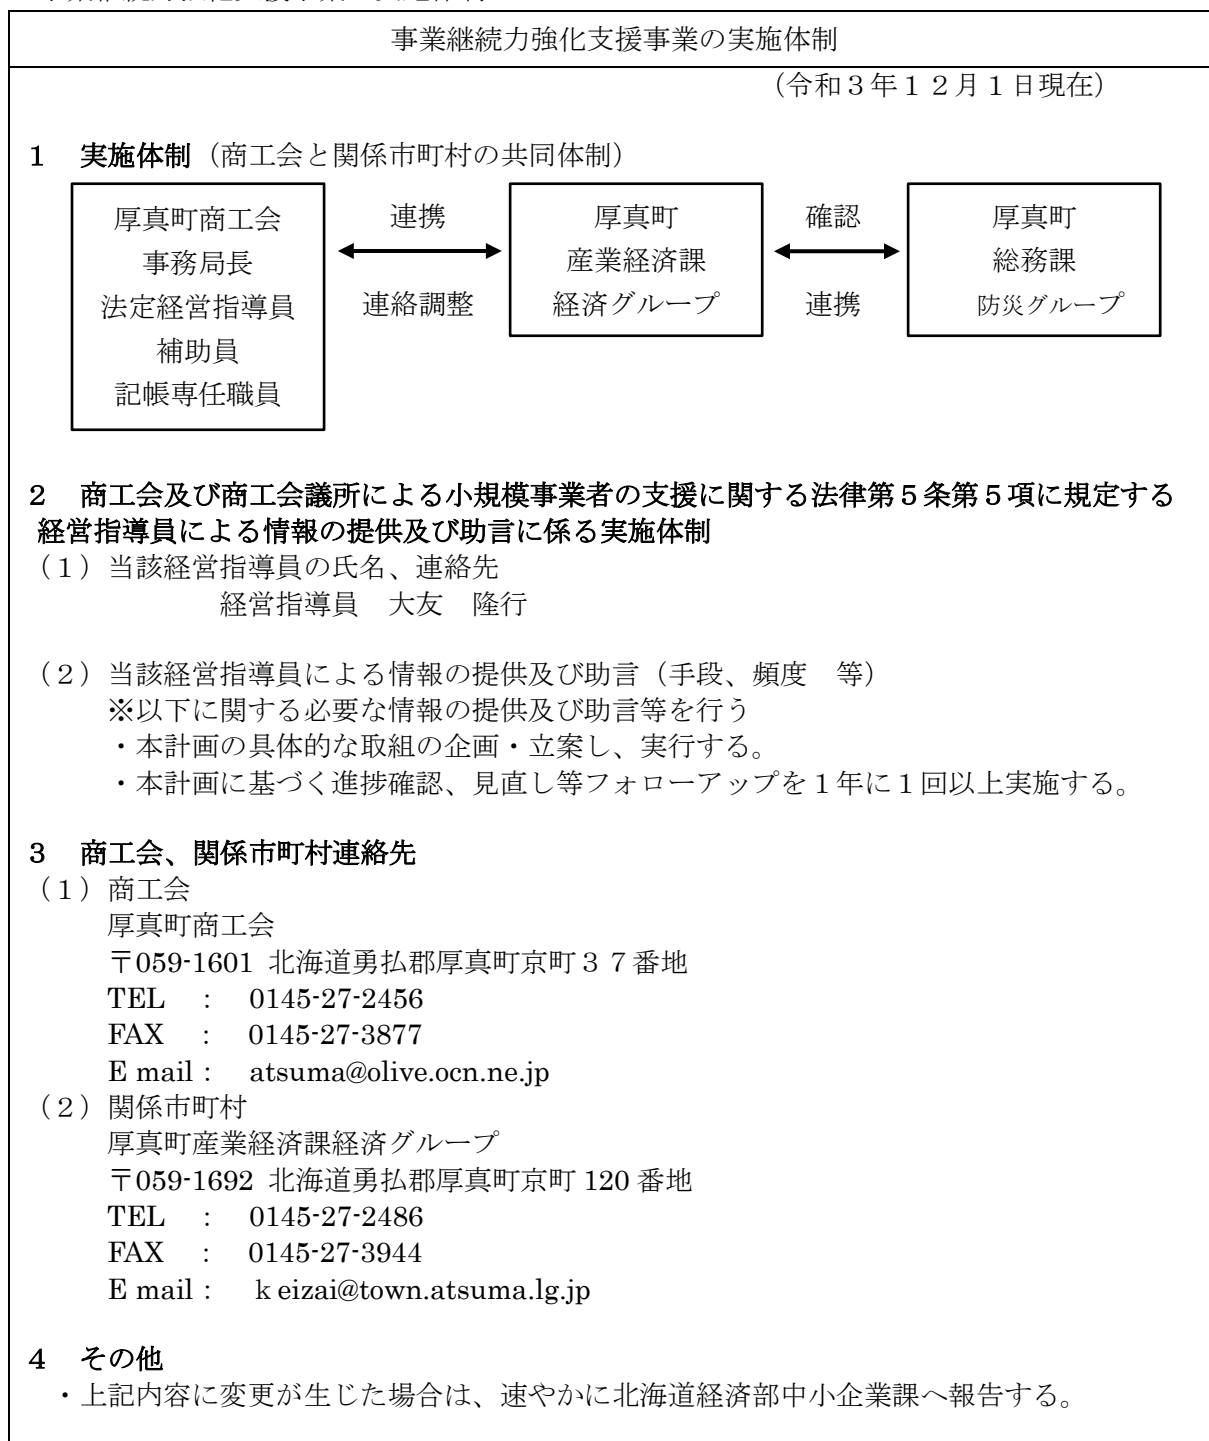 事業継続力強化支援事業の実施体制
（令和３年１２月１日現在）
１　実施体制（商工会と関係市町村の共同体制）
厚真町商工会
事務局長
法定経営指導員
補助員
記帳専任職員
連携
連絡調整
厚真町
産業経済課
経済グループ
確認
連携
厚真町
総務課
防災グループ
２　商工会及び商工会議所による小規模事業者の支援に関する法律第５条第５項に規定する
経営指導員による情報の提供及び助言に係る実施体制
（１）当該経営指導員の氏名、連絡先
経営指導員　大友　隆行
（２）当該経営指導員による情報の提供及び助言（手段、頻度　等）
※以下に関する必要な情報の提供及び助言等を行う
・本計画の具体的な取組の企画・立案し、実行する。
・本計画に基づく進捗確認、見直し等フォローアップを１年に１回以上実施する。
３　商工会、関係市町村連絡先
（１）商工会
厚真町商工会
〒059-1601 北海道勇払郡厚真町京町３７番地
TEL　：　0145-27-2456
FAX　：　0145-27-3877
E mail：　atsuma@olive.ocn.ne.jp
（２）関係市町村
厚真町産業経済課経済グループ
〒059-1692 北海道勇払郡厚真町京町 120 番地
TEL　：　0145-27-2486
FAX　：　0145-27-3944
E mail：　ｋeizai@town.atsuma.lg.jp
４　その他
・上記内容に変更が生じた場合は、速やかに北海道経済部中小企業課へ報告する。